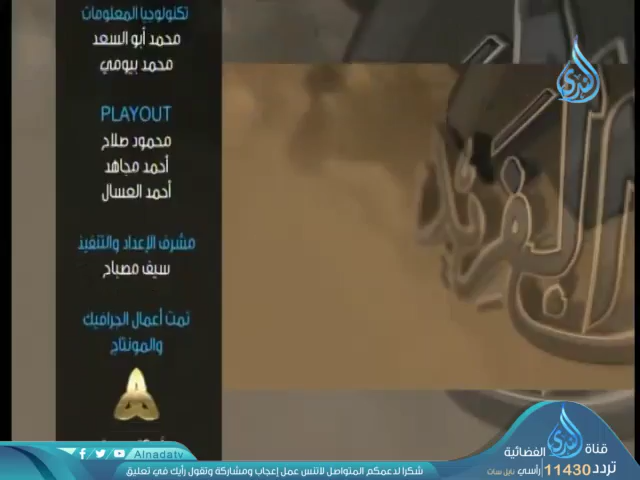 تكنولوجيا المعلومات
محمد أبو السعد
محمد بيومي
PLAYOUT
محمود صلاح
أحمد مجاهد
أحمد العسال
مشرف الإعداد والتنفيذ
سيف مصباح
تمت أعمال الجرافيك
والمونتاج
الندى
الفريد
قناة الندى الفضائية
تردد 11430 رأسي نايل سات
Alnadatv
شكرا لدعمكم المتواصل لاتنس عمل إعجاب ومشاركة وتقول رأيك في تعليق